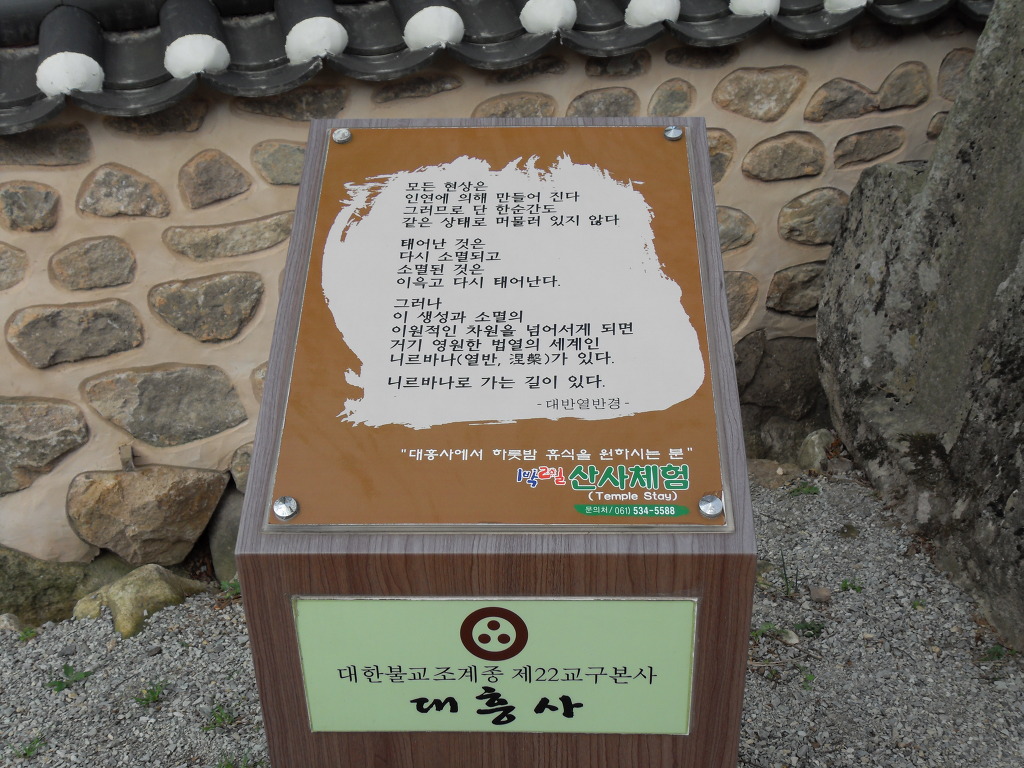 모든 현상은
인연에 의해 만들어 진다
그러므로 단 한순간도
같은 상태로 머물러 있지 않다
태어난 것은
다시 소멸되고
소멸된 것은
이윽고 다시 태어난다.
그러나
이 생성과 소멸의
이원적인 차원을 넘어서게 되면
거기 영원한 법열의 세계인
니르바나(열반, 涅槃)가 있다.
니르바나로 가는 길이 있다.
-대반열반경-
"대흥사에서 하룻밤 휴식을 원하시는 분"
1박2일 산사체험
(Temple Stay)
문의처/061) 534-5588
대한불교조계종 제22교구본사
대흥사